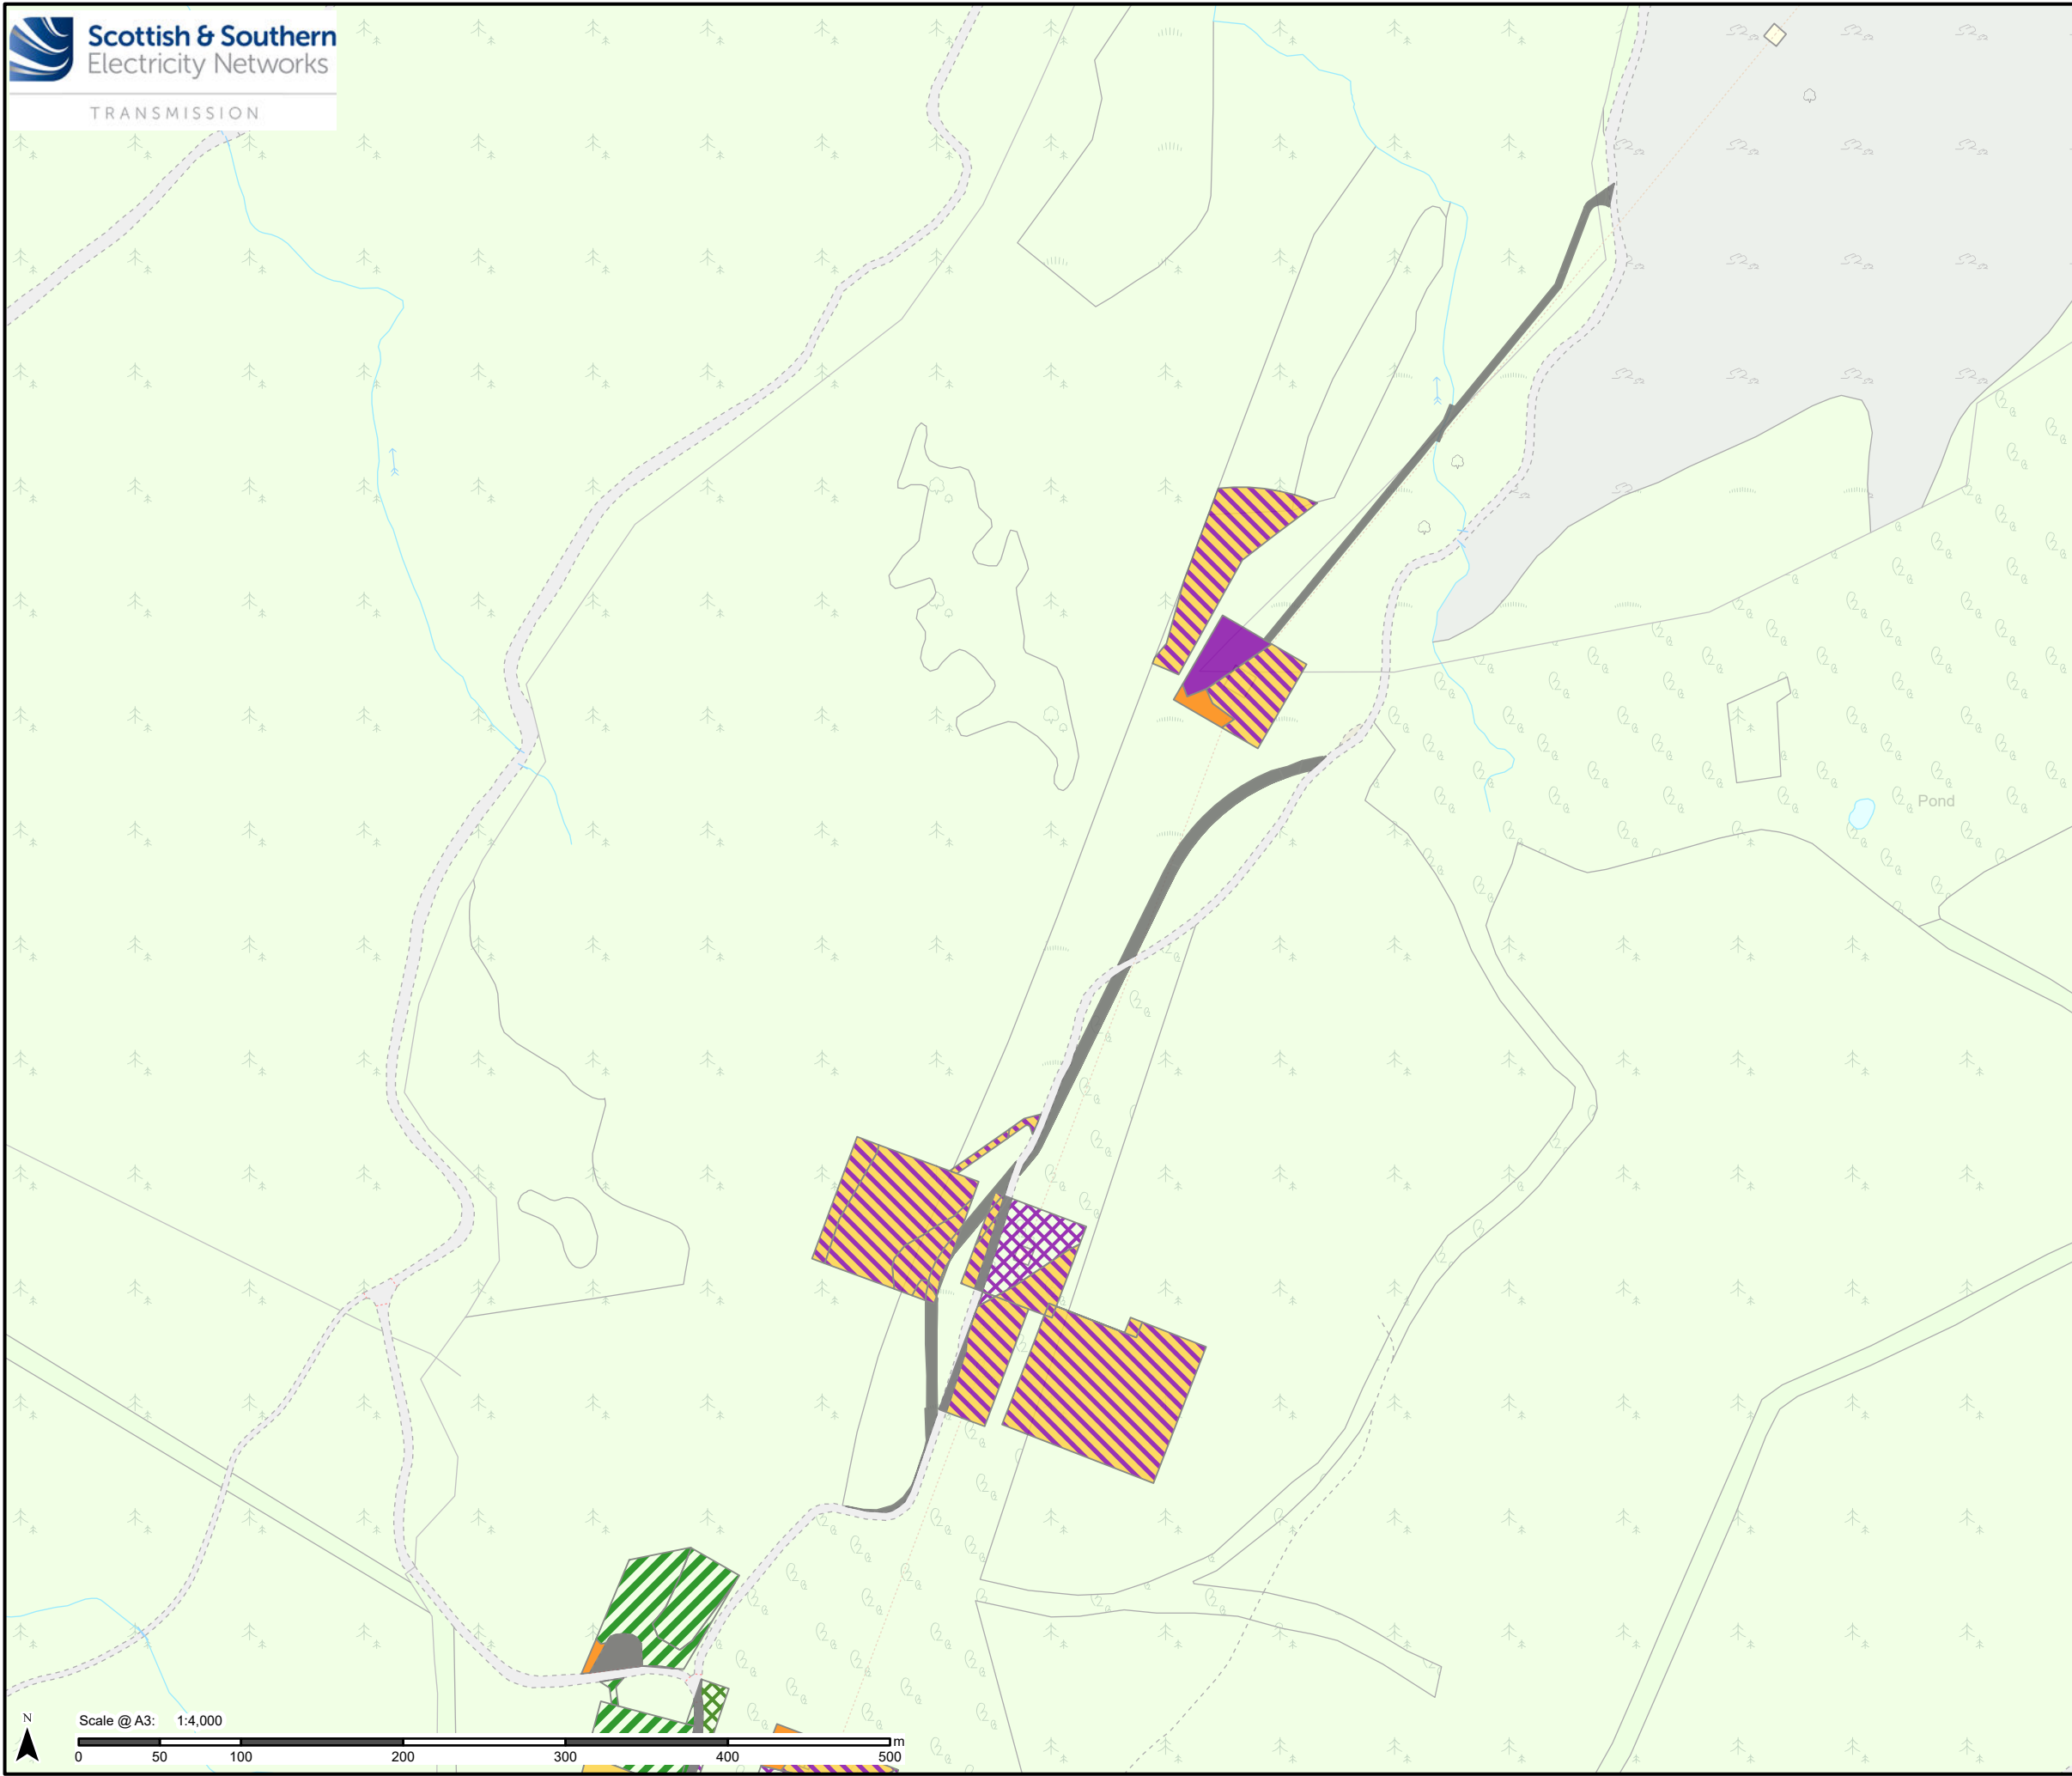 Scottish & Southern
Electricity Networks
TRANSMISSION
Pond
N
Scale @ A3: 1:4,000
m
0 50 100 200 300 400 500